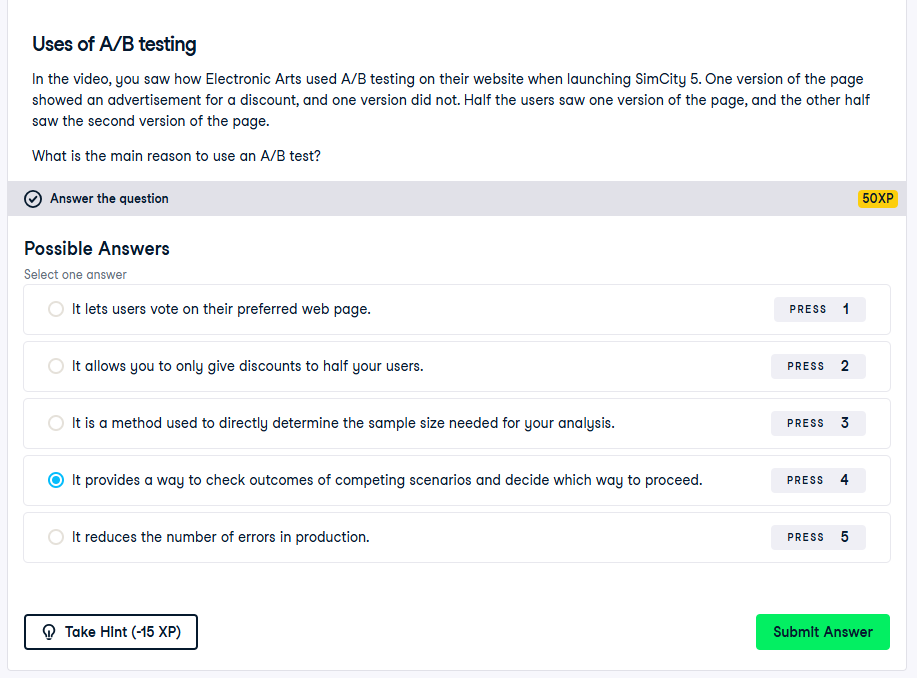 Uses of A/B testing
In the video, you saw how Electronic Arts used A/B testing on their website when launching SimCity 5. One version of the page
showed an advertisement for a discount, and one version did not. Half the users saw one version of the page, and the other half
saw the second version of the page.
What is the main reason to use an A/B test?
Answer the question
50XP
Possible Answers
Select one answer
It lets users vote on their preferred web page.
PRESS 1
It allows you to only give discounts to half your users.
PRESS 2
It is a method used to directly determine the sample size needed for your analysis.
PRESS 3
It provides a way to check outcomes of competing scenarios and decide which way to proceed.
PRESS 4
It reduces the number of errors in production.
PRESS 5
Take Hint (-15 XP)
Submit Answer